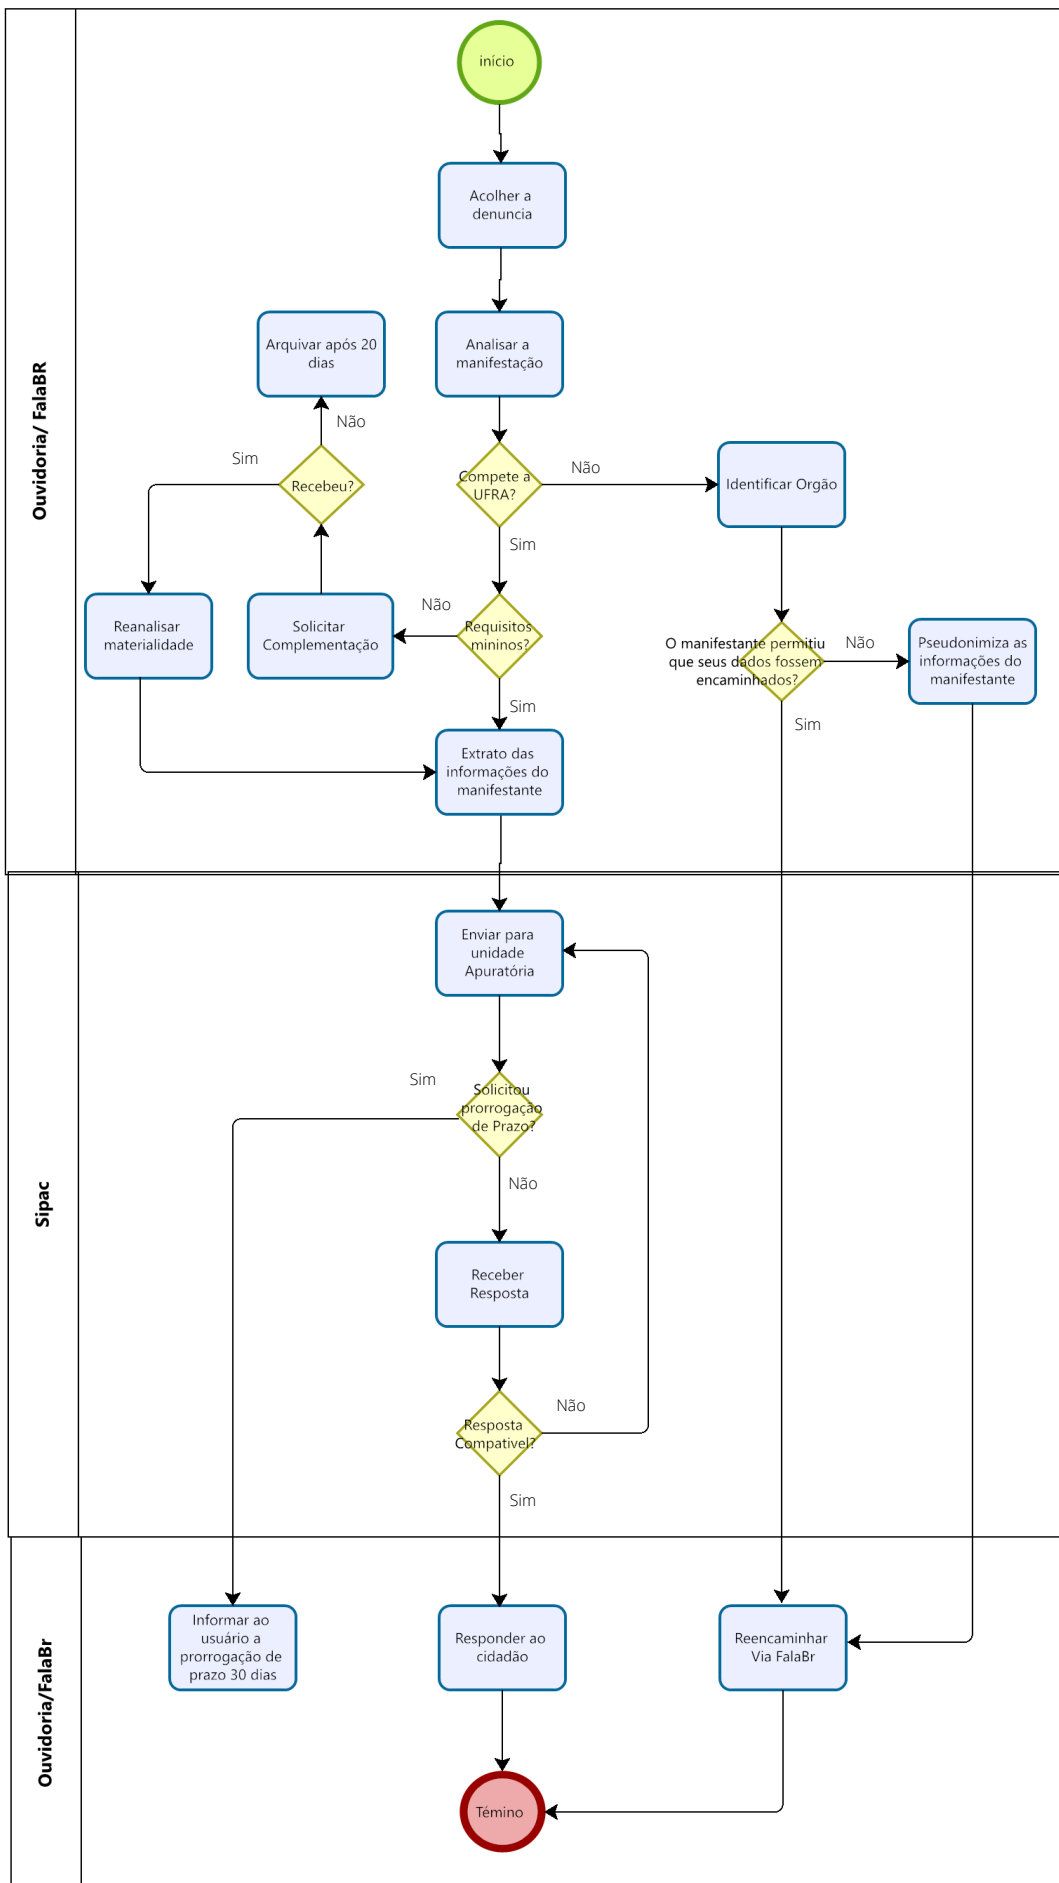 início
Ouvidoria/ FalaBR
Acolher a
denuncia
Arquivar após 20
dias
Analisar a
manifestação
Não
Sim
Recebeu?
Compete a
UFRA?
Não
Identificar Orgão
Sim
Reanalisar
materialidade
Solicitar
Complementação
Não
Requisitos
mininos?
O manifestante permitiu
que seus dados fossem
encaminhados?
Não
Pseudonimiza as
informações do
manifestante
Sim
Sim
Extrato das
informações do
manifestante
Sipac
Enviar para
unidade
Apuratória
Sim
Solicitou
prorrogação
de Prazo?
Não
Receber
Resposta
Não
Resposta
Compativel?
Sim
Ouvidoria/FalaBr
Informar ao
usuário a
prorrogação de
prazo 30 dias
Responder ao
cidadão
Reencaminhar
Via FalaBr
Témino